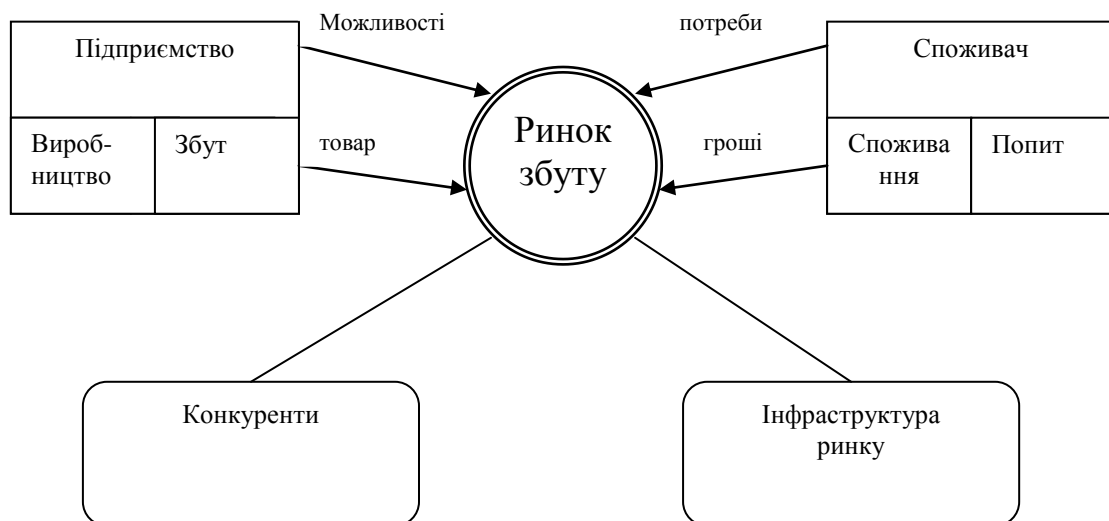 Можливості
потреби
Підприємство
Споживач
Вироб-
ництво
Збут
товар
Ринок
збуту
гроші
Спожива
ння
Попит
Конкуренти
Інфраструктура
ринку